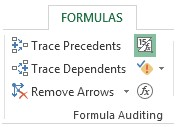 FORMULAS
Trace Precedents
Trace Dependents
Remove Arrows
Formula Auditing